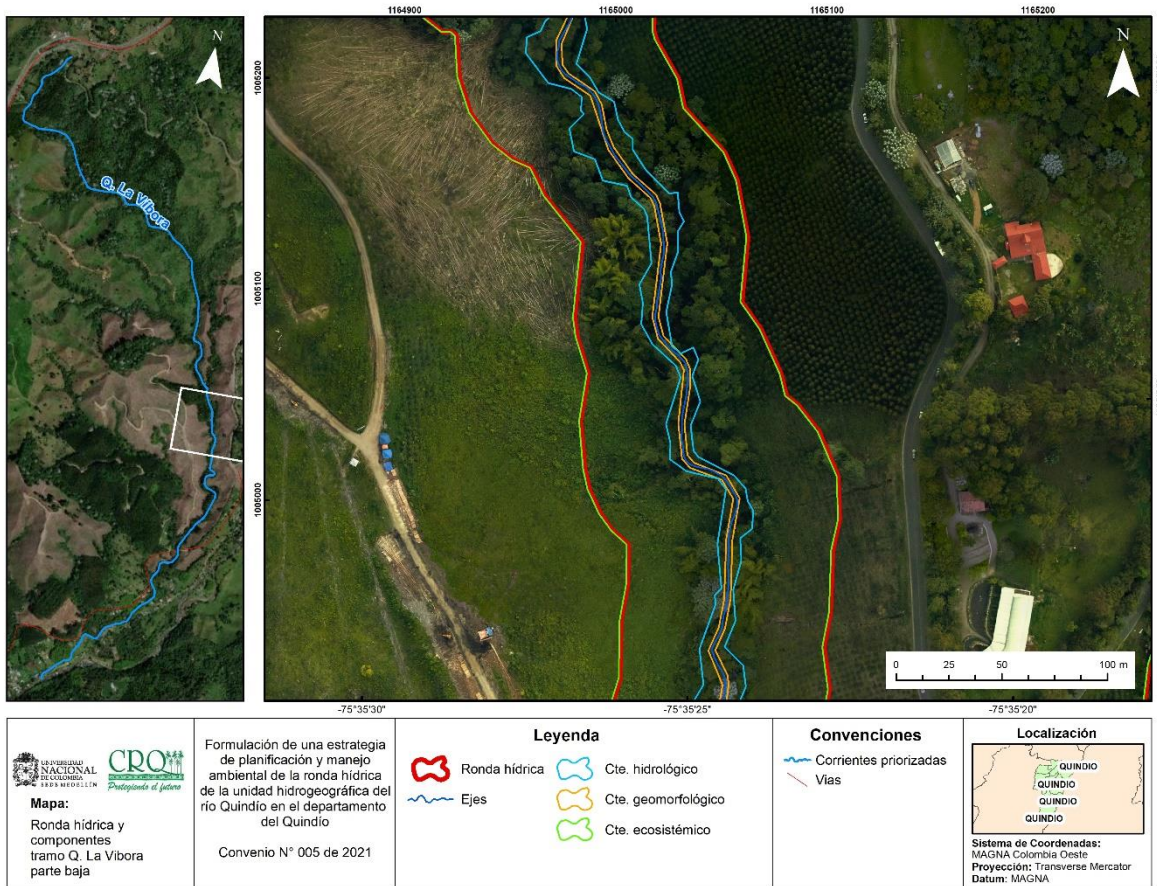 N
Q. La Víbora
1164900
1165000
1165100
1165200
N
1005200
1005100
1005000
0 25 50 100 m
-75°35'30"
-75°35'25"
-75°35'20"
UNIVERSIDAD
NACIONAL
DE COLOMBIA
SEDE MEDELLÍN
CRQ
Protegiendo el futuro
Mapa:
Ronda hídrica y
componentes
tramo Q. La Vibora
parte baja
Formulación de una estrategia
de planificación y manejo
ambiental de la ronda hídrica
de la unidad hidrogeográfica del
río Quindío en el departamento
del Quindío
Convenio N° 005 de 2021
Leyenda
Ronda hídrica
Ejes
Cte. hidrológico
Cte. geomorfológico
Cte. ecosistémico
Convenciones
Corrientes priorizadas
Vias
Localización
QUINDIO
QUINDIO
QUINDIO
QUINDIO
Sistema de Coordenadas:
MAGNA Colombia Oeste
Proyección: Transverse Mercator
Datum: MAGNA